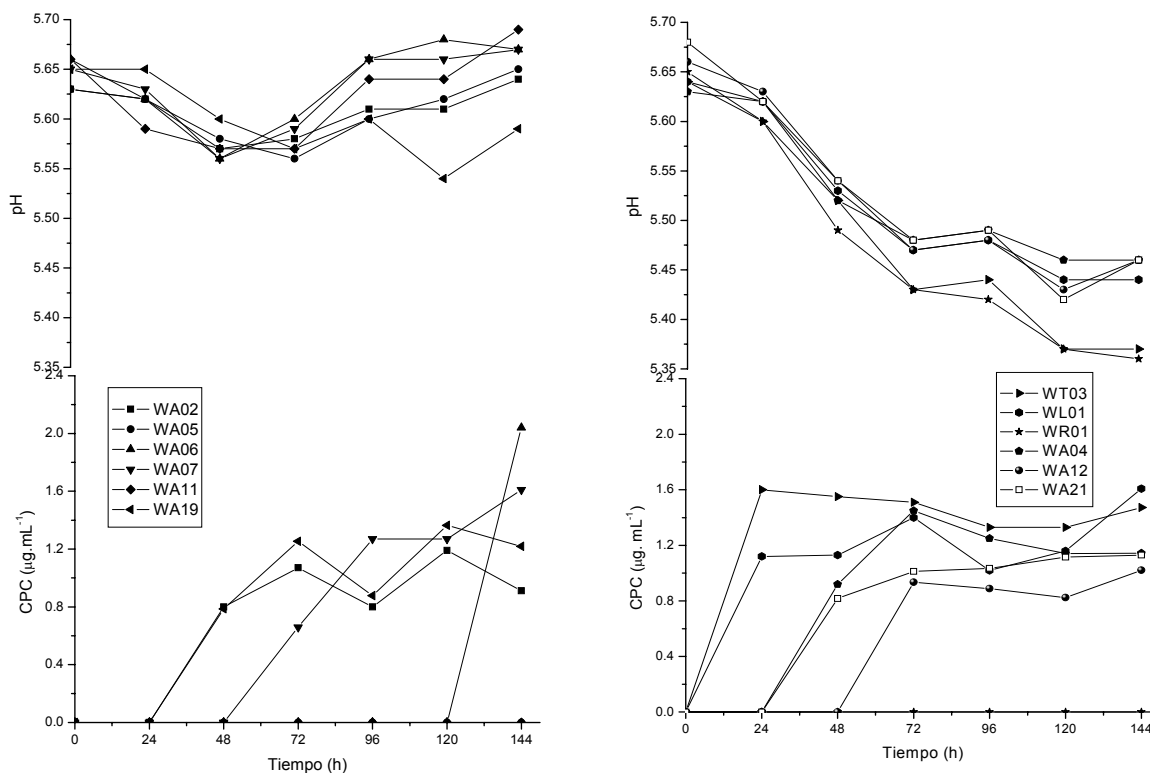 5.70
5.65
5.60
5.55
5.50
5.45
5.40
5.35
pH
2.4
2.0
1.6
1.2
0.8
0.4
0.0
CPC (μg. mL⁻¹)
WA02
WA05
WA06
WA07
WA11
WA19
0 24 48 72 96 120 144
Tiempo (h)
5.70
5.65
5.60
5.55
5.50
5.45
5.40
5.35
pH
2.4
2.0
1.6
1.2
0.8
0.4
0.0
CPC (μg. mL⁻¹)
WT03
WL01
WR01
WA04
WA12
WA21
0 24 48 72 96 120 144
Tiempo (h)